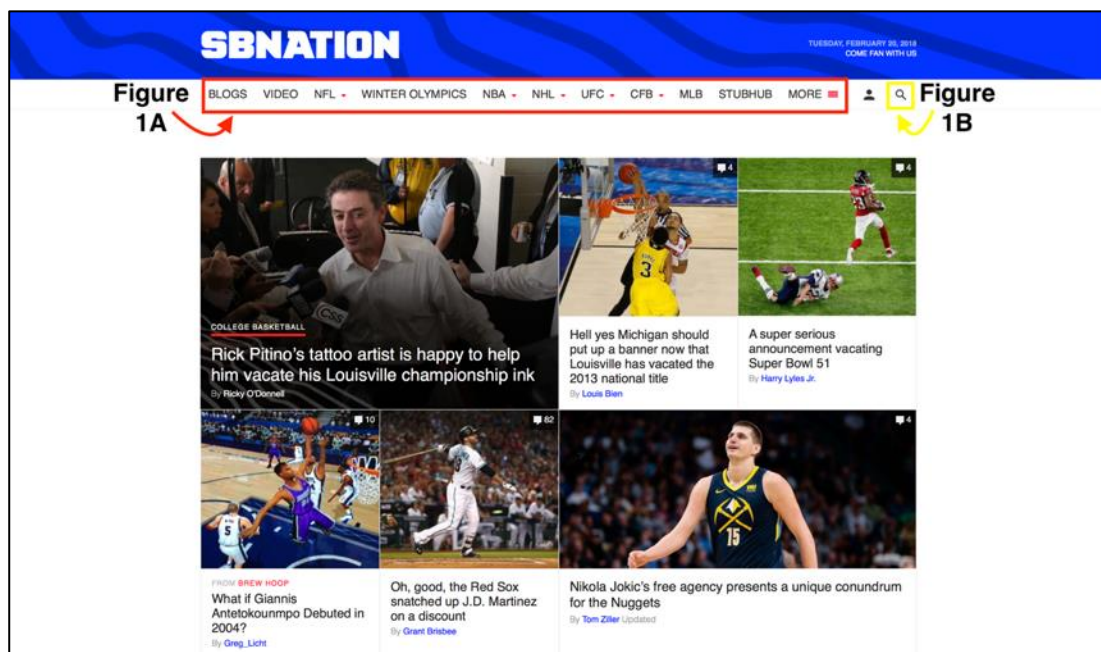 SBNATION
TUESDAY, FEBRUARY 20, 2018
COME FAN WITH US
Figure 1A
BLOGS VIDEO NFL WINTER OLYMPICS NBA NHL UFC CFB MLB STUBHUB MORE
Figure 1B
CSS
COLLEGE BASKETBALL
Rick Pitino's tattoo artist is happy to help
him vacate his Louisville championship ink
By Ricky O'Donnell
4
3
Hell yes Michigan should
put up a banner now that
Louisville has vacated the
2013 national title
By Louis Bien
4
A super serious
announcement vacating
Super Bowl 51
By Harry Lyles Jr.
10
5
FROM BREW HOOP
What if Giannis
Antetokounmpo Debuted in
2004?
By Greg_Licht
82
Oh, good, the Red Sox
snatched up J.D. Martinez
on a discount
By Grant Brisbee
4
15
Nikola Jokic's free agency presents a unique conundrum
for the Nuggets
By Tom Ziller Updated